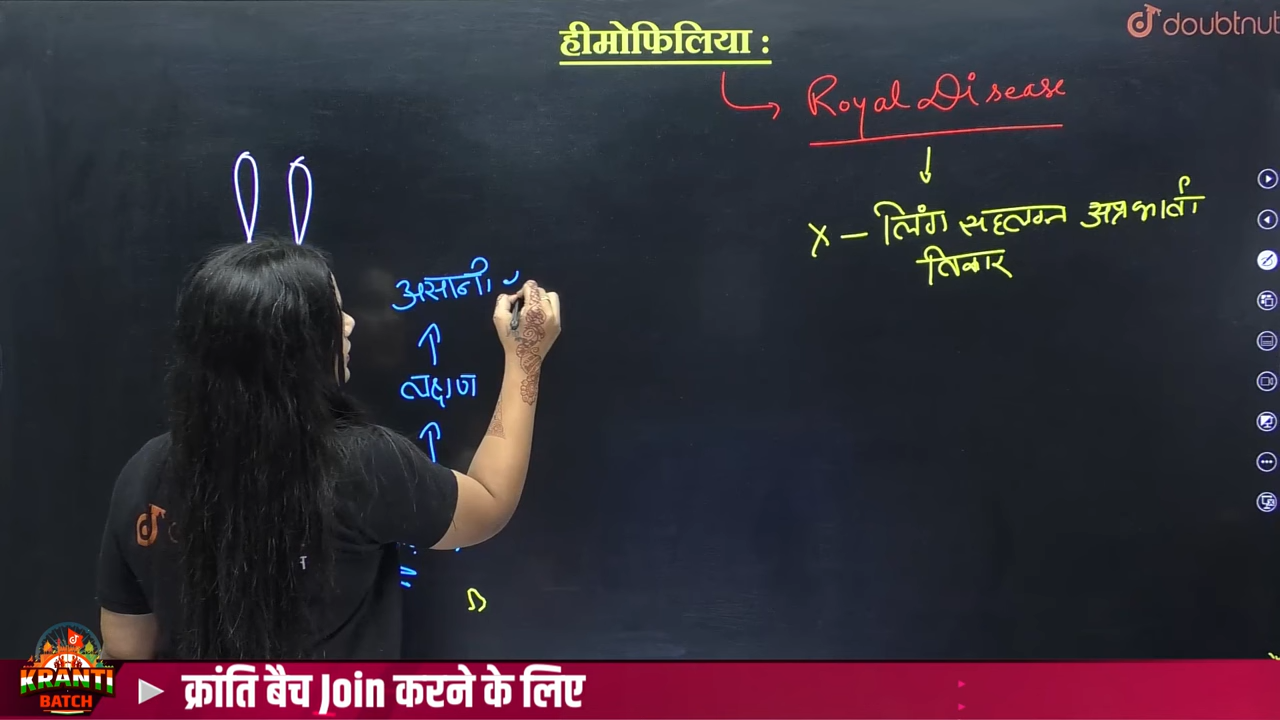 हीमोफिलिया :
doubtnut
Royal Disease
X - लिंग सहलग्न अप्रभावी
विकार
असानी
लक्षण
KRANTI
BATCH
क्रांति बैच Join करने के लिए